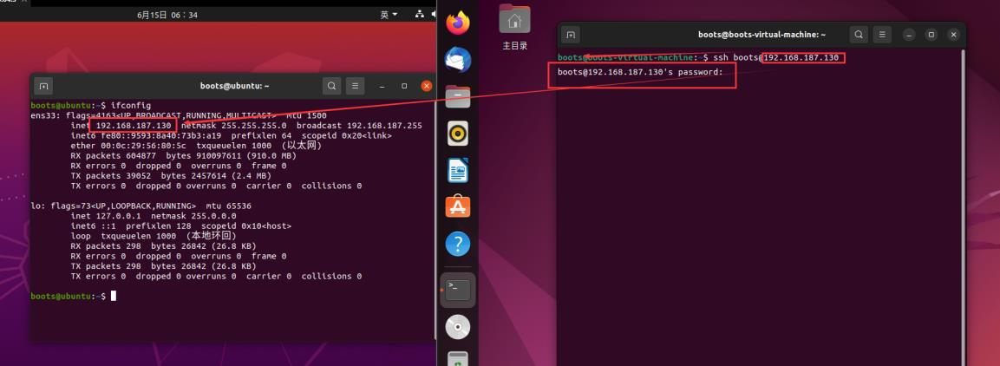 6月15日 06：34
英
boots@ubuntu: ~
boots@ubuntu:~$ ifconfig
ens33: flags=4163<UP,BROADCAST,RUNNING,MULTICAST> mtu 1500
inet 192.168.187.130 netmask 255.255.255.0 broadcast 192.168.187.255
inet6 fe80::9593:8a40:73b3:a19 prefixlen 64 scopeid 0x20<link>
ether 00:0c:29:56:80:5c txqueuelen 1000 (以太网)
RX packets 604877 bytes 910097611 (910.0 MB)
RX errors 0 dropped 0 overruns 0 frame 0
TX packets 39052 bytes 2457614 (2.4 MB)
TX errors 0 dropped 0 overruns 0 carrier 0 collisions 0
lo: flags=73<UP,LOOPBACK,RUNNING> mtu 65536
inet 127.0.0.1 netmask 255.0.0.0
inet6 ::1 prefixlen 128 scopeid 0x10<host>
loop txqueuelen 1000 (本地环回)
RX packets 298 bytes 26842 (26.8 KB)
RX errors 0 dropped 0 overruns 0 frame 0
TX packets 298 bytes 26842 (26.8 KB)
TX errors 0 dropped 0 overruns 0 carrier 0 collisions 0
boots@ubuntu:~$
主目录
boots@boots-virtual-machine: ~
boots@boots-virtual-machine:~$ ssh boots@192.168.187.130
boots@192.168.187.130's password: